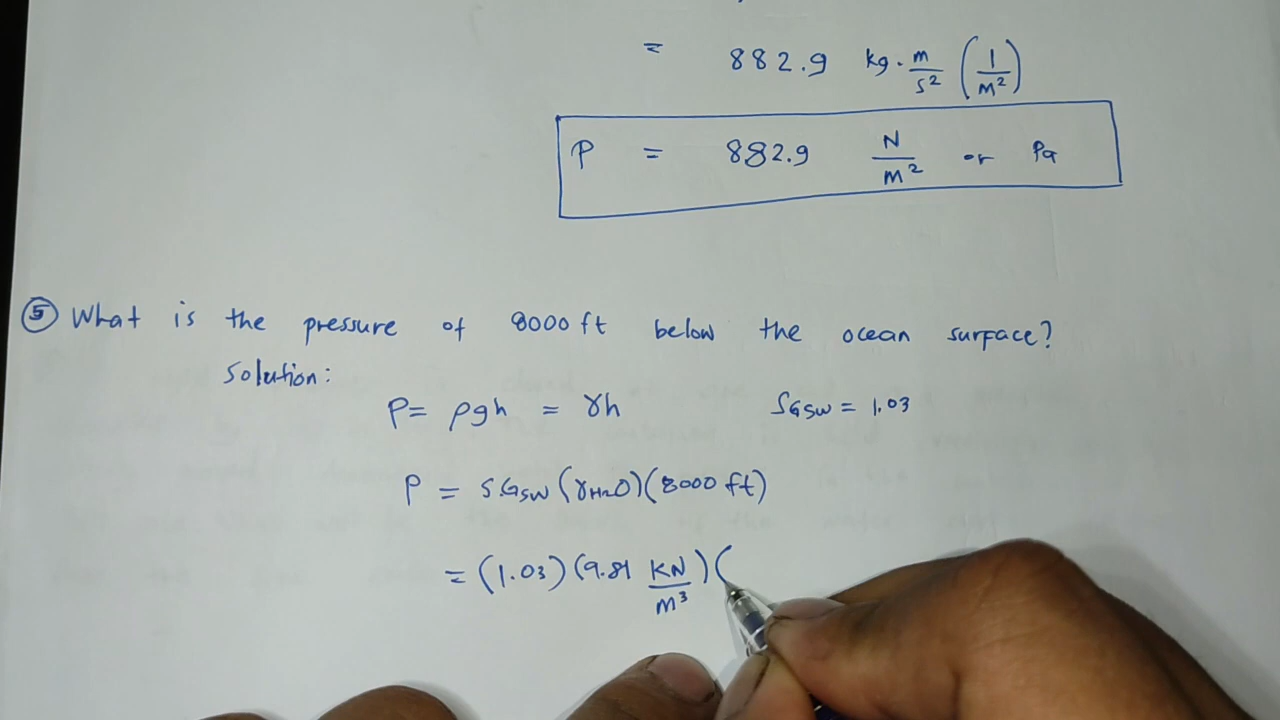 = 882.9 kg · m/s² (1/m²)
P = 882.9 N/m² or Pa
⑤ What is the pressure of 8000 ft below the ocean surface?
Solution:
P = ρgh = γh SGSW = 1.03
P = S.GSW (γH2O)(8000 ft)
= (1.03)(9.81 KN/m³)(